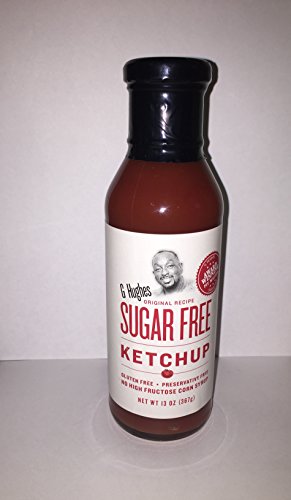 G Hughes
ORIGINAL RECIPE
SUGAR FREE
KETCHUP
GLUTEN FREE • PRESERVATIVE FREE
NO HIGH FRUCTOSE CORN SYRUP
NET WT 13 OZ (367g)